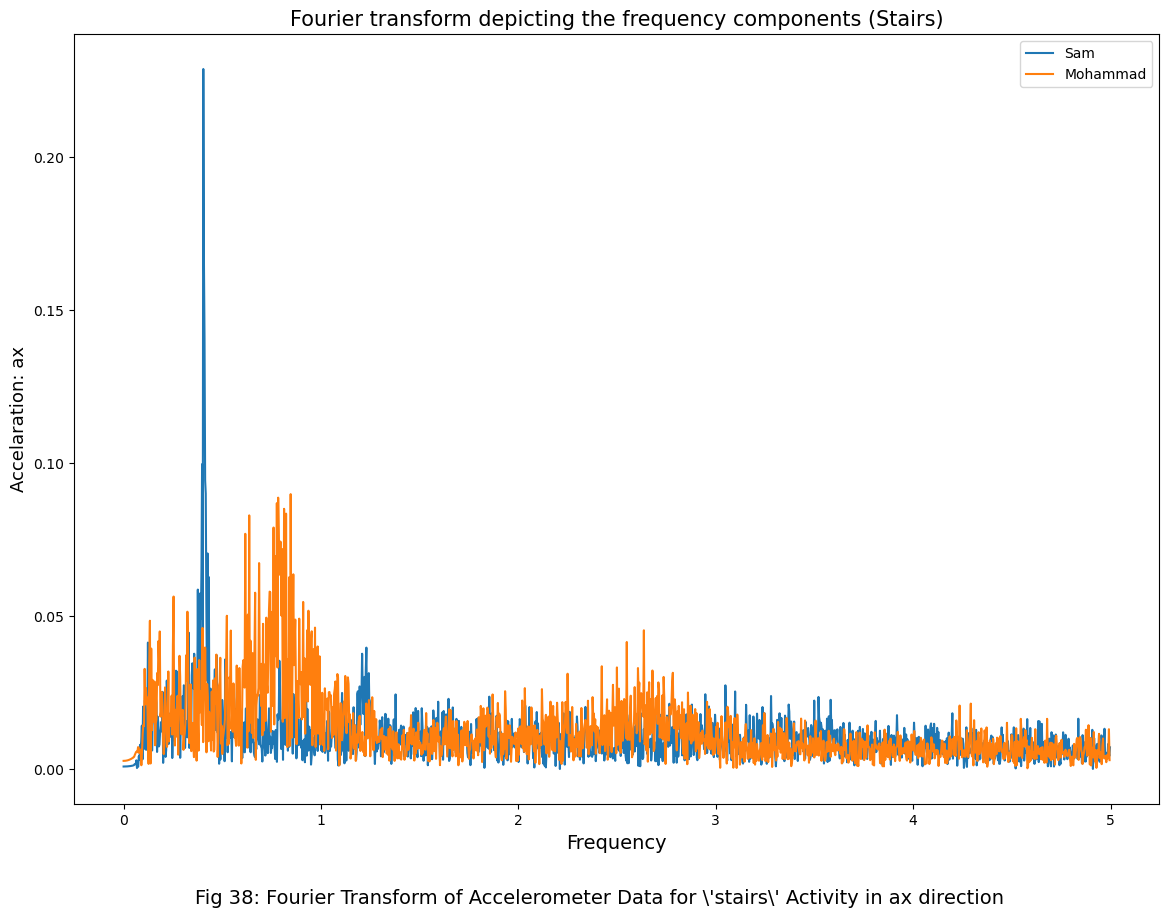 Fourier transform depicting the frequency components (Stairs)
Sam
Mohammad
0.20
0.15
0.10
0.05
0.00
Accelaration: ax
0
1
2
3
4
5
Frequency
Fig 38: Fourier Transform of Accelerometer Data for \'stairs\' Activity in ax direction